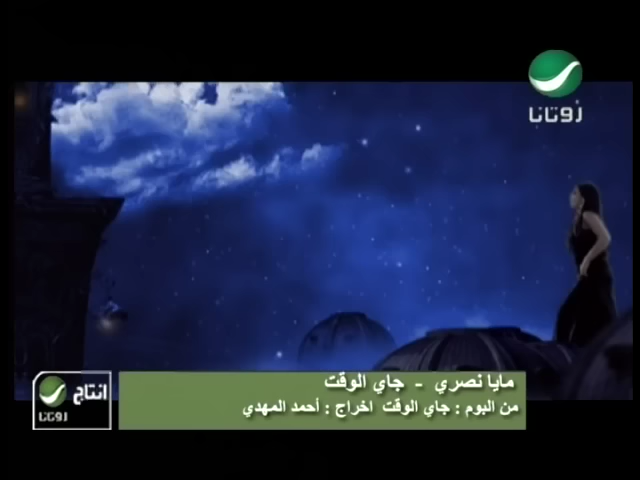 روتانا
مايا نصري - جاي الوقت
من البوم : جاي الوقت اخراج : أحمد المهدي
انتاج
روتانا